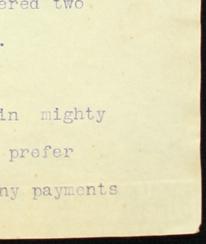 ered two
.
in mighty
prefer
ny payments